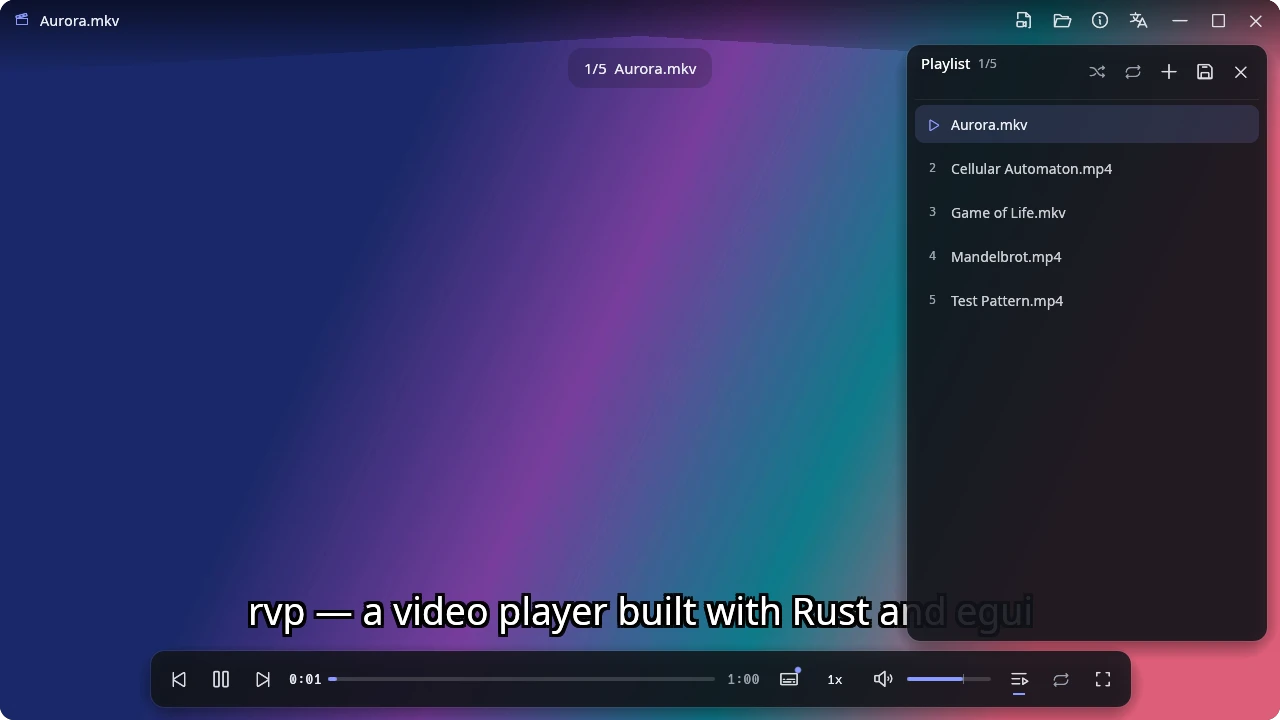 Aurora.mkv
1/5 Aurora.mkv
Playlist 1/5
Aurora.mkv
2 Cellular Automaton.mp4
3 Game of Life.mkv
4 Mandelbrot.mp4
5 Test Pattern.mp4
rvp — a video player built with Rust and egui
0:01 1:00 1x